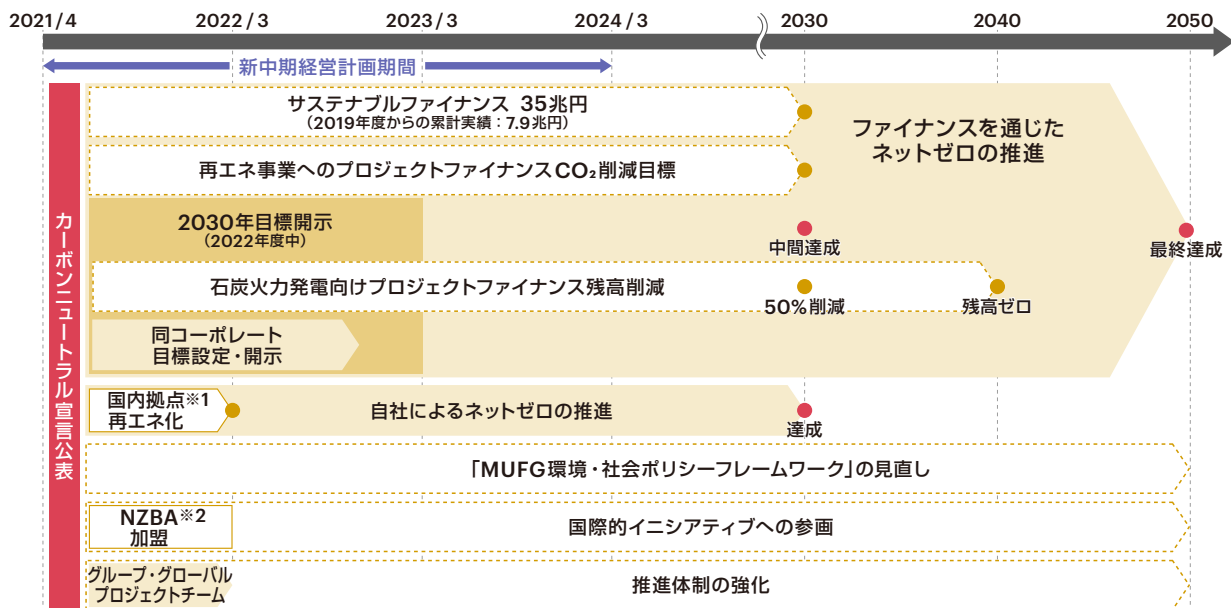 2021/4
2022/3
2023/3
2024/3
2030
2040
2050
新中期経営計画期間
カーボンニュートラル宣言公表
サステナブルファイナンス 35兆円
(2019年度からの累計実績：7.9兆円)
ファイナンスを通じた
ネットゼロの推進
再エネ事業へのプロジェクトファイナンスCO₂削減目標
2030年目標開示
(2022年度中)
中間達成
最終達成
石炭火力発電向けプロジェクトファイナンス残高削減
50%削減
残高ゼロ
同コーポレート
目標設定・開示
国内拠点※1
再エネ化
自社によるネットゼロの推進
達成
「MUFG環境・社会ポリシーフレームワーク」の見直し
NZBA※2
加盟
国際的イニシアティブへの参画
グループ・グローバル
プロジェクトチーム
推進体制の強化